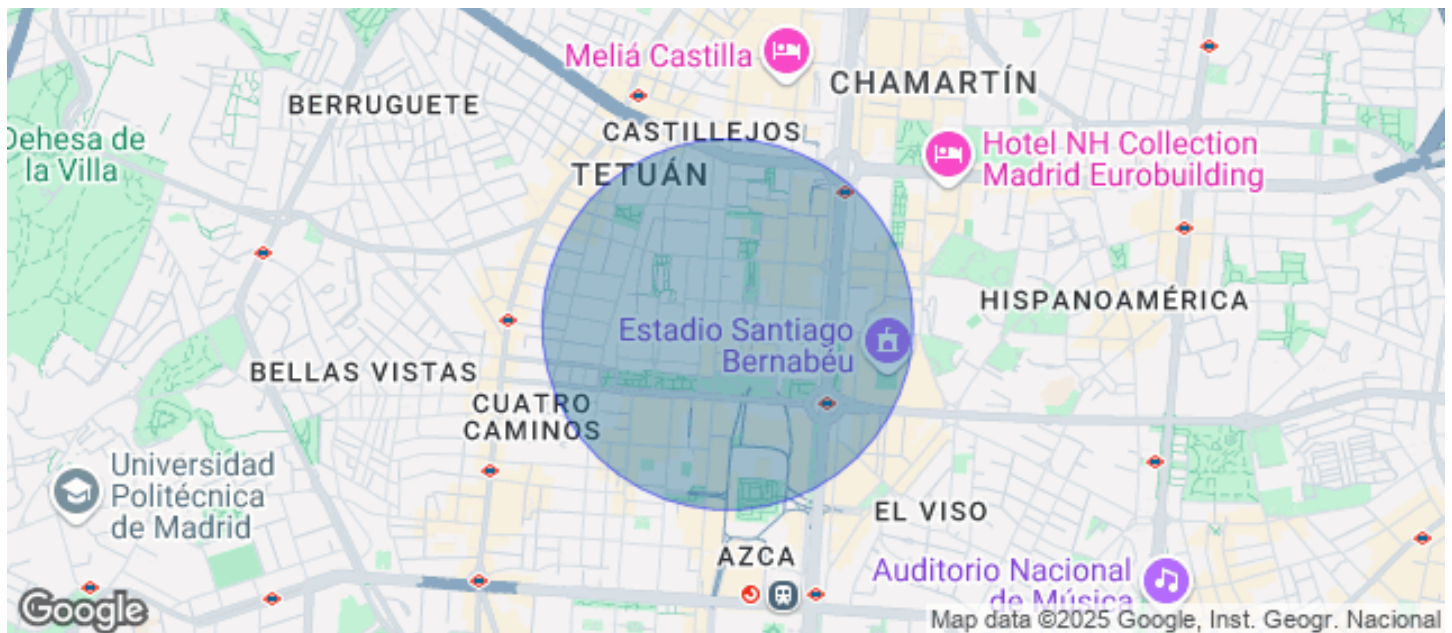 Meliá Castilla
CHAMARTÍN
BERRUGUETE
CASTILLEJOS
Dehesa de
la Villa
TETUÁN
Hotel NH Collection
Madrid Eurobuilding
HISPANOAMÉRICA
Estadio Santiago
Bernabéu
BELLAS VISTAS
CUATRO
CAMINOS
Universidad
Politécnica
de Madrid
EL VISO
AZCA
Auditorio Nacional
de Música
Google
Map data ©2025 Google, Inst. Geogr. Nacional